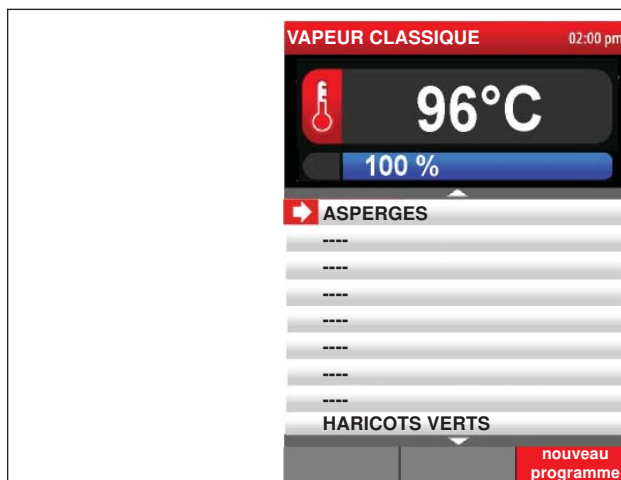 VAPEUR CLASSIQUE 02:00 pm
96°C
100 %
ASPERGES
----
----
----
----
----
----
----
HARICOTS VERTS
nouveau
programme